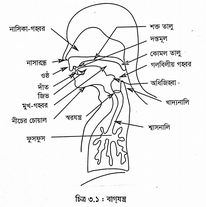 নাসিকা-গহ্বর
নাসারন্ধ্র
ওষ্ঠ
দাঁত
জিভ
মুখ-গহ্বর
নীচের চোয়াল
ফুসফুস
স্বরযন্ত্র
শক্ত তালু
দন্তমূল
কোমল তালু
গলবিলীয় গহ্বর
অধিজিহ্বা
খাদ্যনালি
শ্বাসনালি
চিত্র ৩.১ : বাগ্‌যন্ত্র